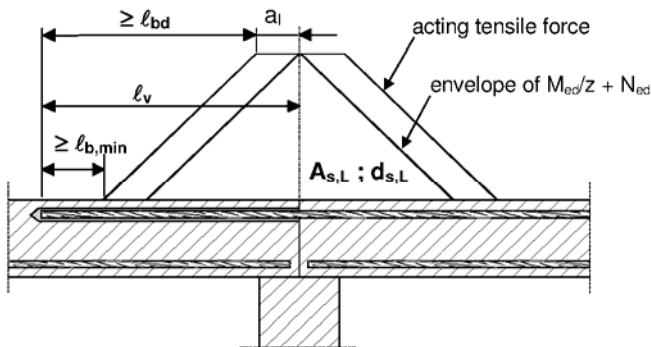 ≥ ℓbd
al
acting tensile force
ℓv
envelope of Med/z + Ned
≥ ℓb,min
As,L ; ds,L